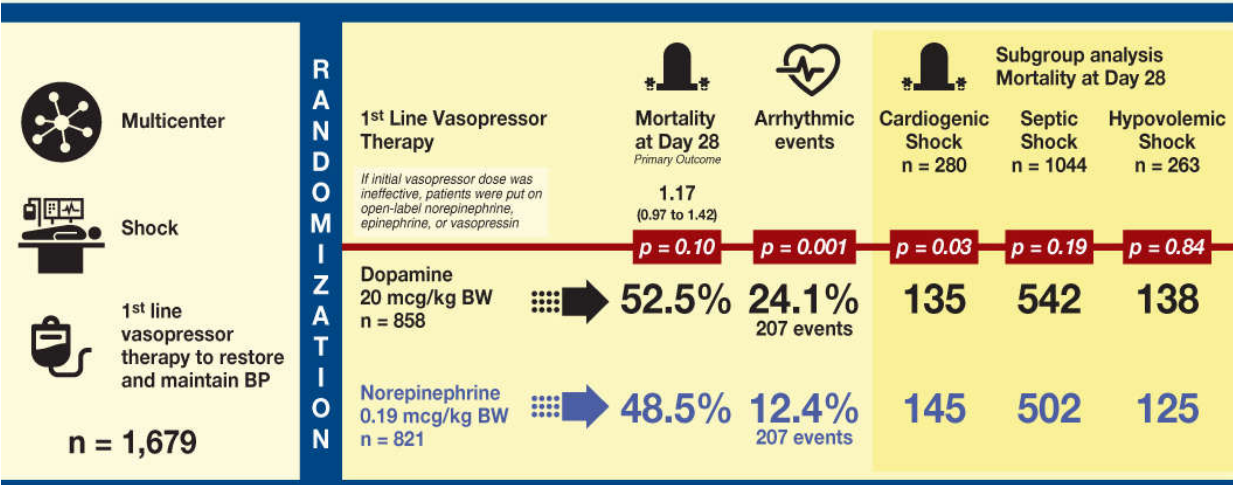 Multicenter
Shock
1st line
vasopressor
therapy to restore
and maintain BP
n = 1,679
RANDOMIZATION
1st Line Vasopressor
Therapy
If initial vasopressor dose was
ineffective, patients were put on
open-label norepinephrine,
epinephrine, or vasopressin
Mortality
at Day 28
Primary Outcome
1.17
(0.97 to 1.42)
Arrhythmic
events
Subgroup analysis
Mortality at Day 28
Cardiogenic
Shock
n = 280
Septic
Shock
n = 1044
Hypovolemic
Shock
n = 263
p = 0.10
p = 0.001
p = 0.03
p = 0.19
p = 0.84
Dopamine
20 mcg/kg BW
n = 858
52.5%
24.1%
207 events
135
542
138
Norepinephrine
0.19 mcg/kg BW
n = 821
48.5%
12.4%
207 events
145
502
125